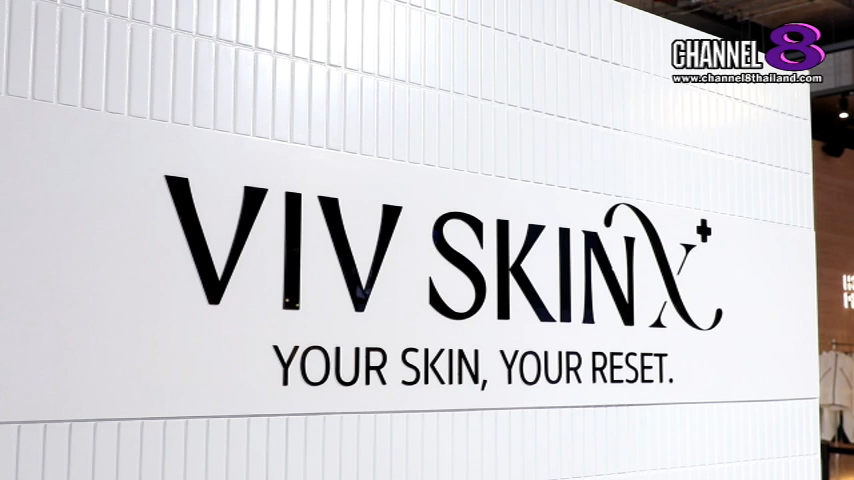 CHANNEL 8
www.channel8thailand.com
VIV SKIN X+
YOUR SKIN, YOUR RESET.